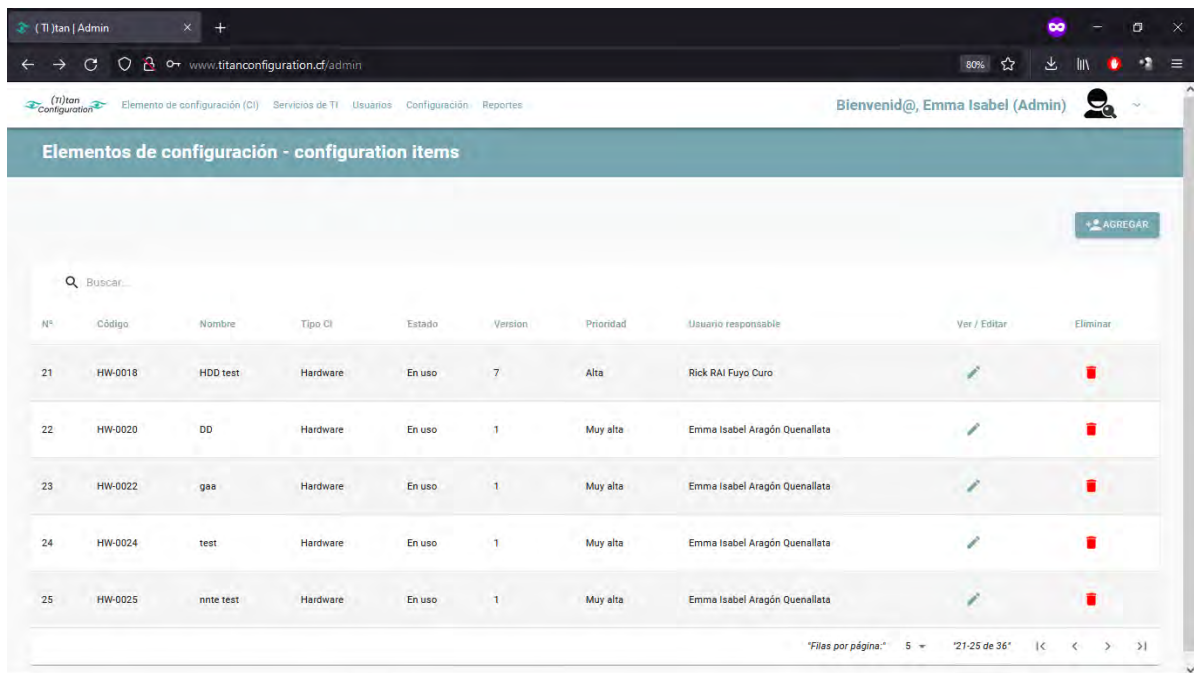 (TI)tan | Admin
www.titanconfiguration.cf/admin
80%
(TI)tan Configuration
Elemento de configuración (CI) Servicios de TI Usuarios Configuración Reportes
Bienvenid@, Emma Isabel (Admin)
Elementos de configuración - configuration items
AGREGAR
Buscar...
N° Código Nombre Tipo CI Estado Version Prioridad Usuario responsable Ver / Editar Eliminar
21 HW-0018 HDD test Hardware En uso 7 Alta Rick RAI Fuyo Curo
22 HW-0020 DD Hardware En uso 1 Muy alta Emma Isabel Aragón Quenallata
23 HW-0022 gaa Hardware En uso 1 Muy alta Emma Isabel Aragón Quenallata
24 HW-0024 test Hardware En uso 1 Muy alta Emma Isabel Aragón Quenallata
25 HW-0025 nnte test Hardware En uso 1 Muy alta Emma Isabel Aragón Quenallata
"Filas por página:" 5 "21-25 de 36"